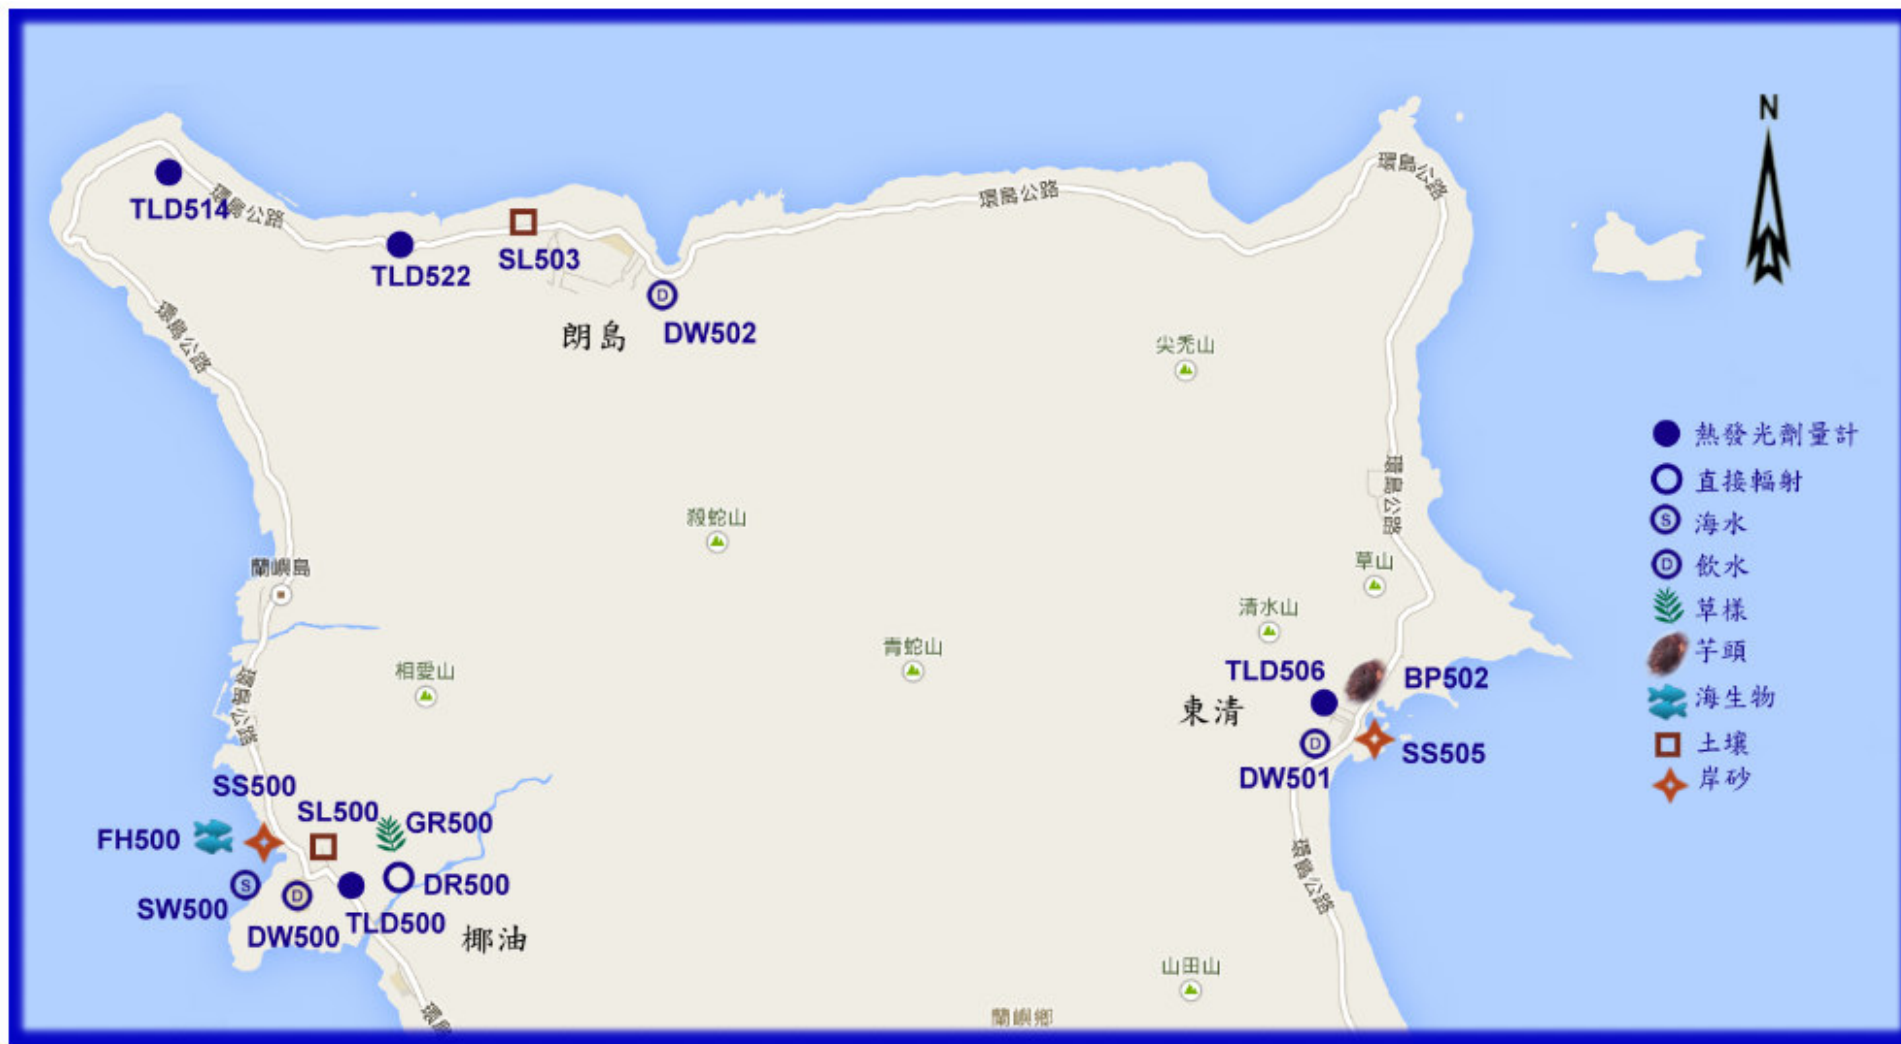 N
環島公路
TLD514
環島公路
環島公路
SL503
TLD522
朗島
DW502
尖禿山
環島公路
熱發光劑量計
直接輻射
海水
飲水
草樣
芋頭
海生物
土壤
岸砂
環島公路
殺蛇山
蘭嶼島
草山
清水山
青蛇山
相愛山
TLD506
BP502
東清
SS505
DW501
環島公路
SS500
SL500
GR500
FH500
DR500
SW500
TLD500
DW500
椰油
環島公路
山田山
蘭嶼鄉
環島
S
D
S
D
D
D